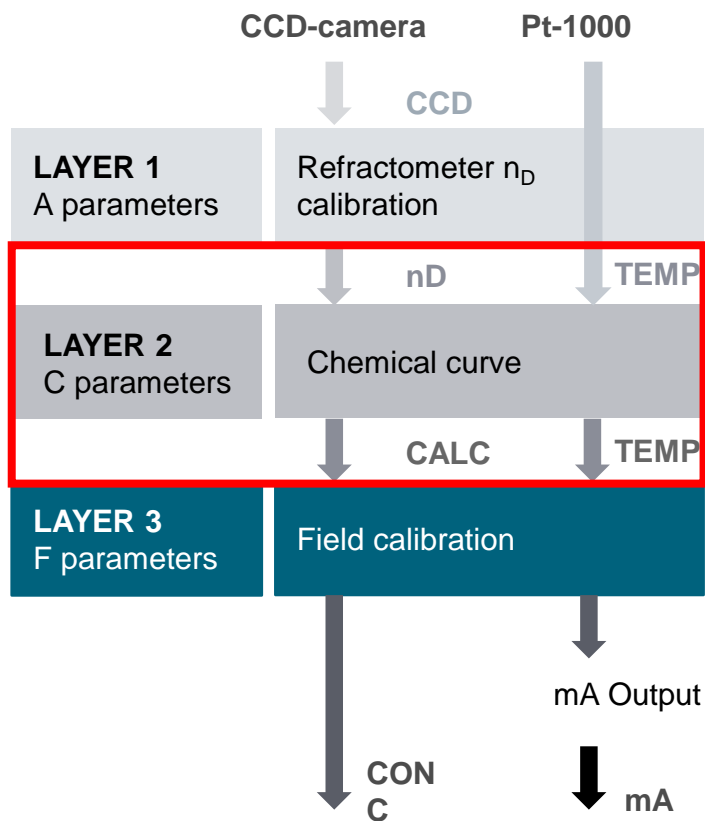 CCD-camera Pt-1000
CCD
LAYER 1
A parameters
Refractometer nD
calibration
nD TEMP
LAYER 2
C parameters
Chemical curve
CALC TEMP
LAYER 3
F parameters
Field calibration
mA Output
CON
C
mA